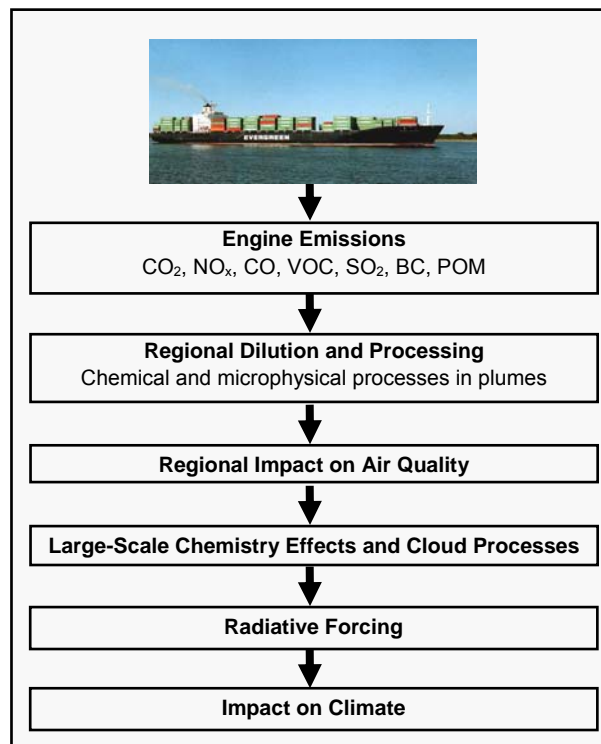 EVERGREEN
Engine Emissions
CO₂, NOₓ, CO, VOC, SO₂, BC, POM
Regional Dilution and Processing
Chemical and microphysical processes in plumes
Regional Impact on Air Quality
Large-Scale Chemistry Effects and Cloud Processes
Radiative Forcing
Impact on Climate